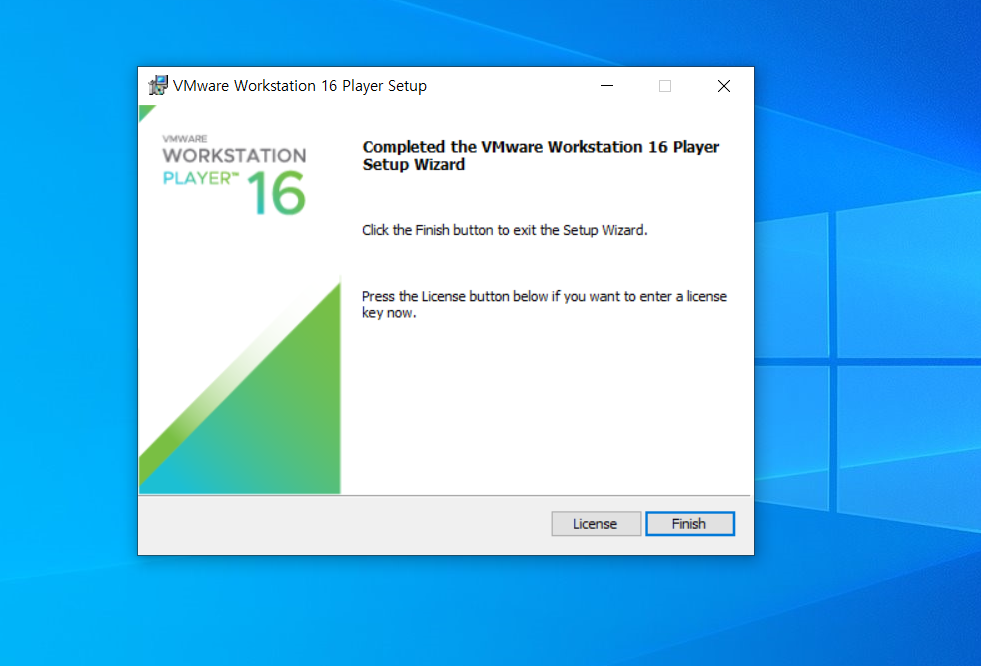 VMware Workstation 16 Player Setup
VMWARE
WORKSTATION
PLAYER™ 16
Completed the VMware Workstation 16 Player
Setup Wizard
Click the Finish button to exit the Setup Wizard.
Press the License button below if you want to enter a license
key now.
License
Finish